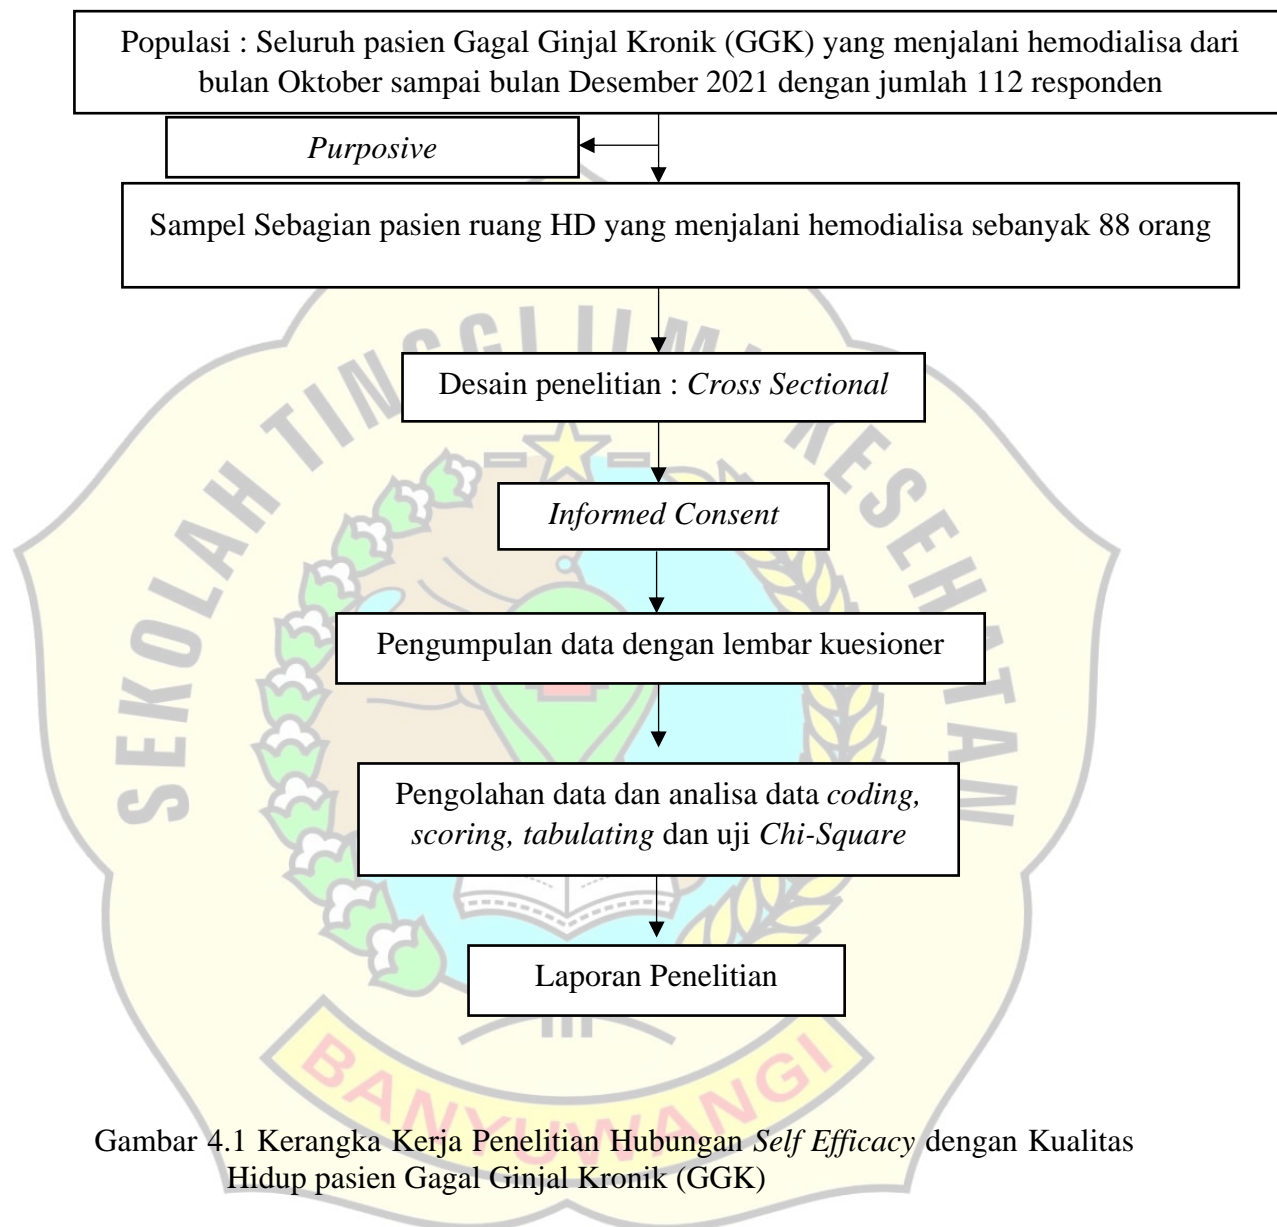 Populasi : Seluruh pasien Gagal Ginjal Kronik (GGK) yang menjalani hemodialisa dari
bulan Oktober sampai bulan Desember 2021 dengan jumlah 112 responden
Purposive
Sampel Sebagian pasien ruang HD yang menjalani hemodialisa sebanyak 88 orang
Desain penelitian : Cross Sectional
Informed Consent
Pengumpulan data dengan lembar kuesioner
Pengolahan data dan analisa data coding,
scoring, tabulating dan uji Chi-Square
Laporan Penelitian
SEKOLAH TINGGI ILMU KESEHATAN
BANYUWANGI
Gambar 4.1 Kerangka Kerja Penelitian Hubungan Self Efficacy dengan Kualitas
Hidup pasien Gagal Ginjal Kronik (GGK)